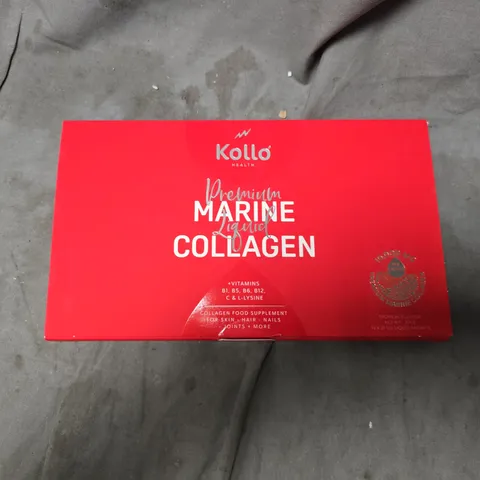 Kollo
HEALTH
Premium
MARINE
Liquid
COLLAGEN
+VITAMINS
B1, B5, B6, B12,
C & L-LYSINE
COLLAGEN FOOD SUPPLEMENT
FOR SKIN - HAIR - NAILS
JOINTS + MORE